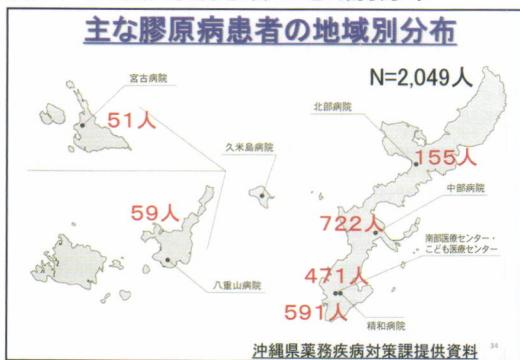 主な膠原病患者の地域別分布
N=2,049人
宮古病院
51人
久米島病院
北部病院
155人
中部病院
59人
722人
八重山病院
南部医療センター・
こども医療センター
471人
591人
精和病院
沖縄県薬務疾病対策課提供資料
34